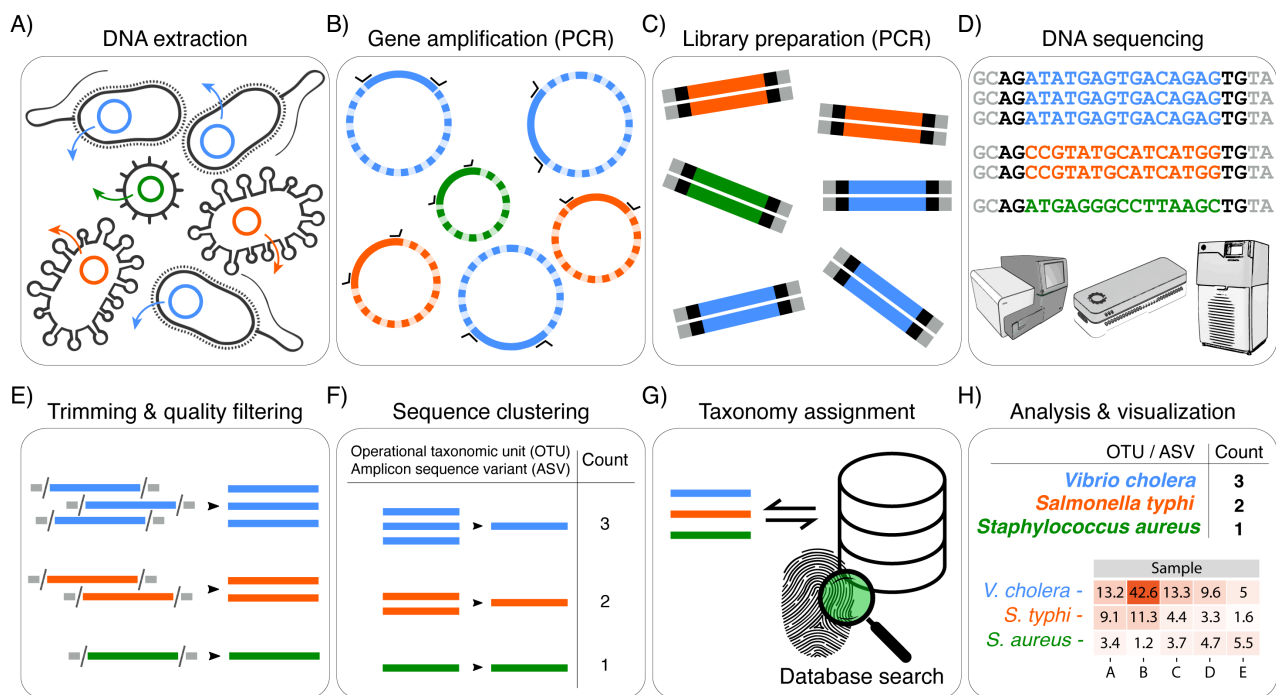 A)
DNA extraction
B)
Gene amplification (PCR)
C)
Library preparation (PCR)
D)
DNA sequencing
GCAGATATGAGTGACAGAGTGTA
GCAGATATGAGTGACAGAGTGTA
GCAGATATGAGTGACAGAGTGTA
GCAGCCGTATGCATCATGGTGTA
GCAGCCGTATGCATCATGGTGTA
GCAGATGAGGGCCTTAAGCTGTA
E)
Trimming & quality filtering
F)
Sequence clustering
Operational taxonomic unit (OTU)
Amplicon sequence variant (ASV)
Count
3
2
1
G)
Taxonomy assignment
Database search
H)
Analysis & visualization
OTU / ASV Count
Vibrio cholera 3
Salmonella typhi 2
Staphylococcus aureus 1
Sample
V. cholera - 13.2 42.6 13.3 9.6 5
S. typhi - 9.1 11.3 4.4 3.3 1.6
S. aureus - 3.4 1.2 3.7 4.7 5.5
A B C D E